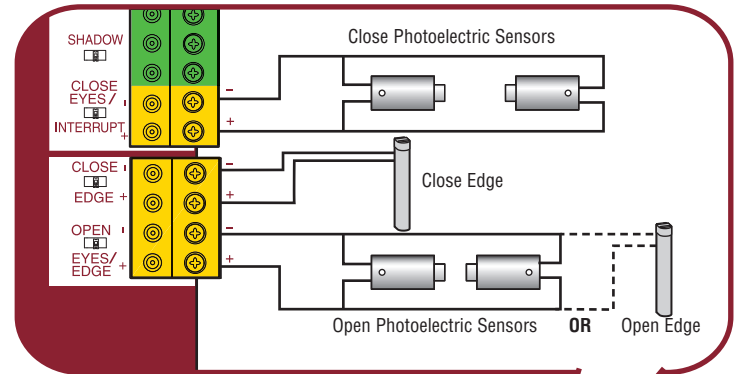 SHADOW
Close Photoelectric Sensors
CLOSE
EYES/ -
INTERRUPT +
-
+
CLOSE -
EDGE +
-
+
Close Edge
OPEN -
EYES/
EDGE +
-
+
Open Photoelectric Sensors OR Open Edge